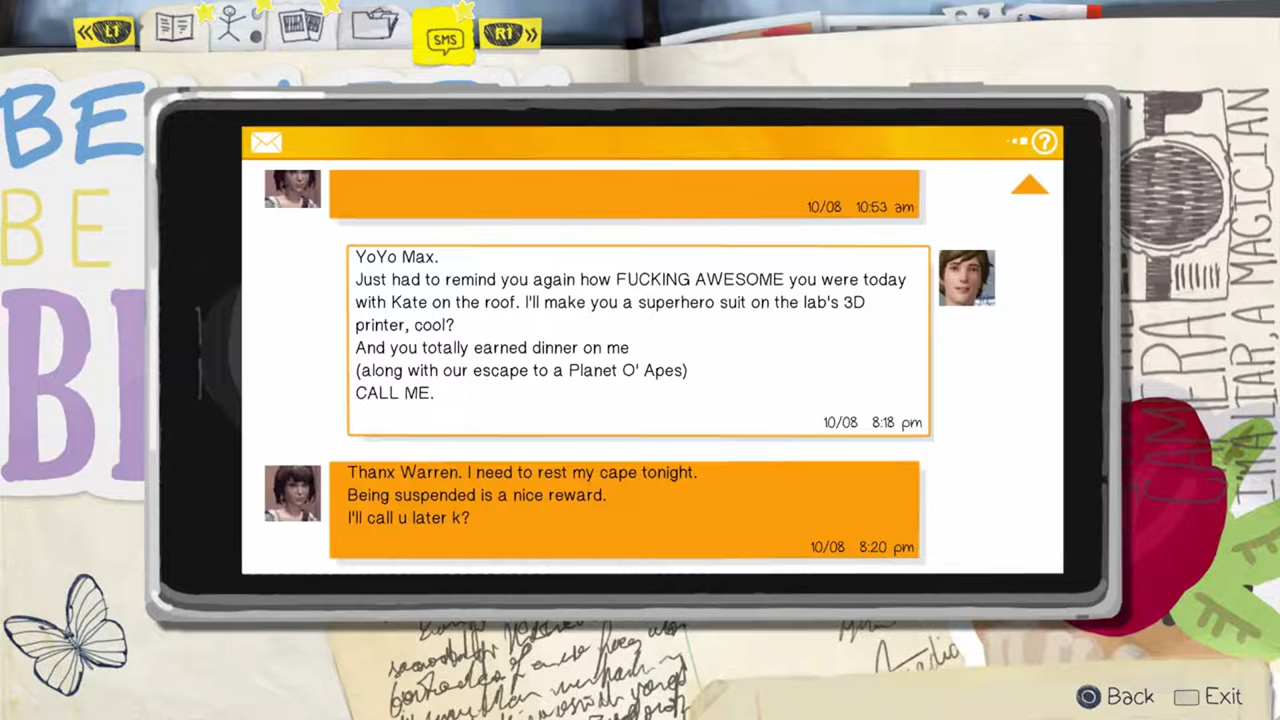 L1
SMS
R1
BE
BE
?
10/08 10:53 am
YoYo Max.
Just had to remind you again how FUCKING AWESOME you were today
with Kate on the roof. I'll make you a superhero suit on the lab's 3D
printer, cool?
And you totally earned dinner on me
(along with our escape to a Planet O' Apes)
CALL ME.
10/08 8:18 pm
Thanx Warren. I need to rest my cape tonight.
Being suspended is a nice reward.
I'll call u later k?
10/08 8:20 pm
CAMERA
A MAGICIAN
Back
Exit